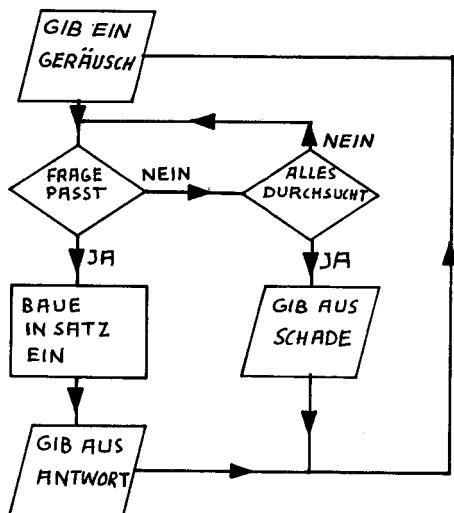 GIB EIN
GERÄUSCH
NEIN
FRAGE
PASST
NEIN
ALLES
DURCHSUCHT
JA
JA
BAUE
IN SATZ
EIN
GIB AUS
SCHADE
GIB AUS
ANTWORT